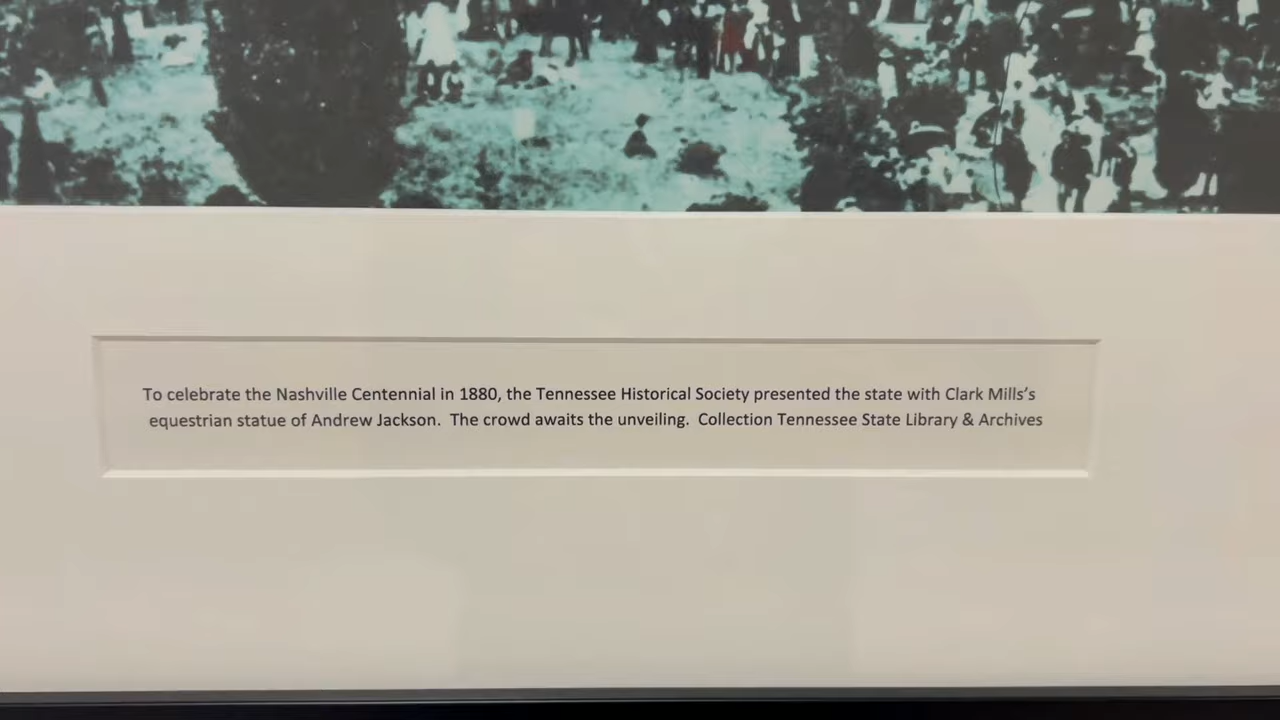 To celebrate the Nashville Centennial in 1880, the Tennessee Historical Society presented the state with Clark Mills's
equestrian statue of Andrew Jackson.  The crowd awaits the unveiling.  Collection Tennessee State Library & Archives